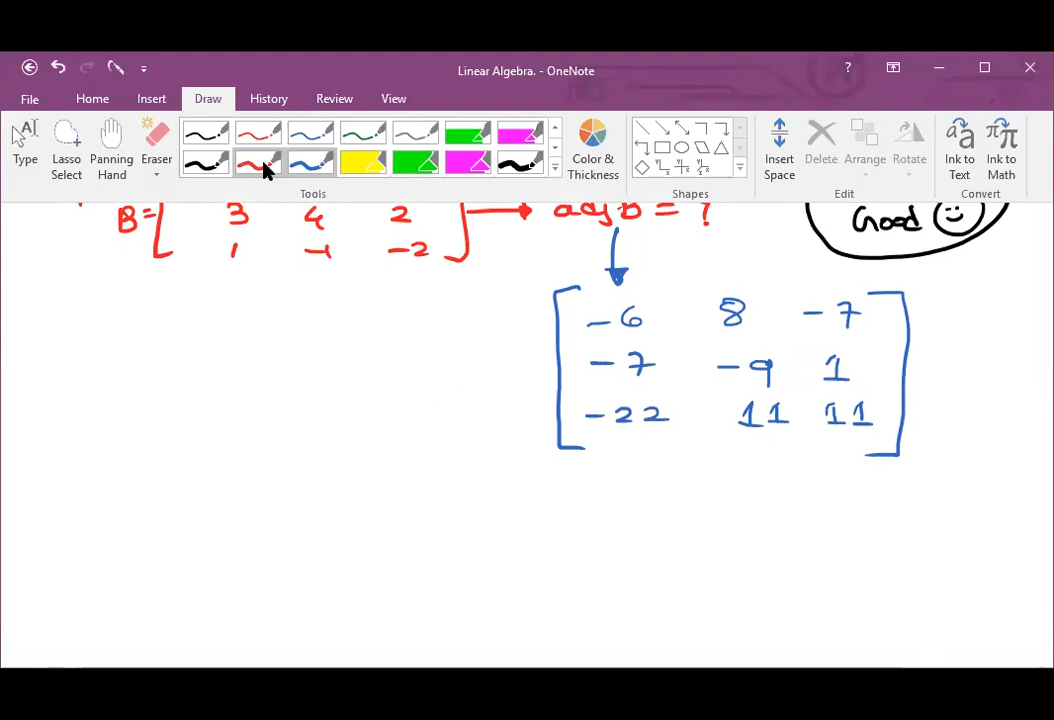 Linear Algebra. - OneNote
?
File Home Insert Draw History Review View
Type Lasso Select Panning Hand Eraser Color & Thickness Insert Space Delete Arrange Rotate Ink to Text Ink to Math
Tools Shapes Edit Convert
B= 3 4 2 adj B = ?
1 -1 -2
Good
-6 8 -7
-7 -9 1
-22 11 11